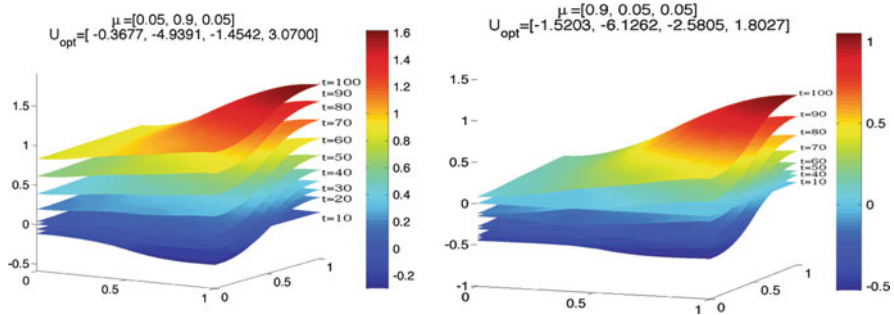 μ=[0.05, 0.9, 0.05]
U_opt=[ -0.3677, -4.9391, -1.4542, 3.0700]
1.5
1
0.5
0
-0.5
0
0.5
1
0
0.5
1
t=100
t=90
t=80
t=70
t=60
t=50
t=40
t=30
t=20
t=10
1.6
1.4
1.2
1
0.8
0.6
0.4
0.2
0
-0.2
μ=[0.9, 0.05, 0.05]
U_opt=[-1.5203, -6.1262, -2.5805, 1.8027]
1.5
1
0.5
0
-0.5
-1
0
0.5
1
0
0.5
1
t=100
t=90
t=80
t=70
t=60
t=50
t=40
t=10
1
0.5
0
-0.5